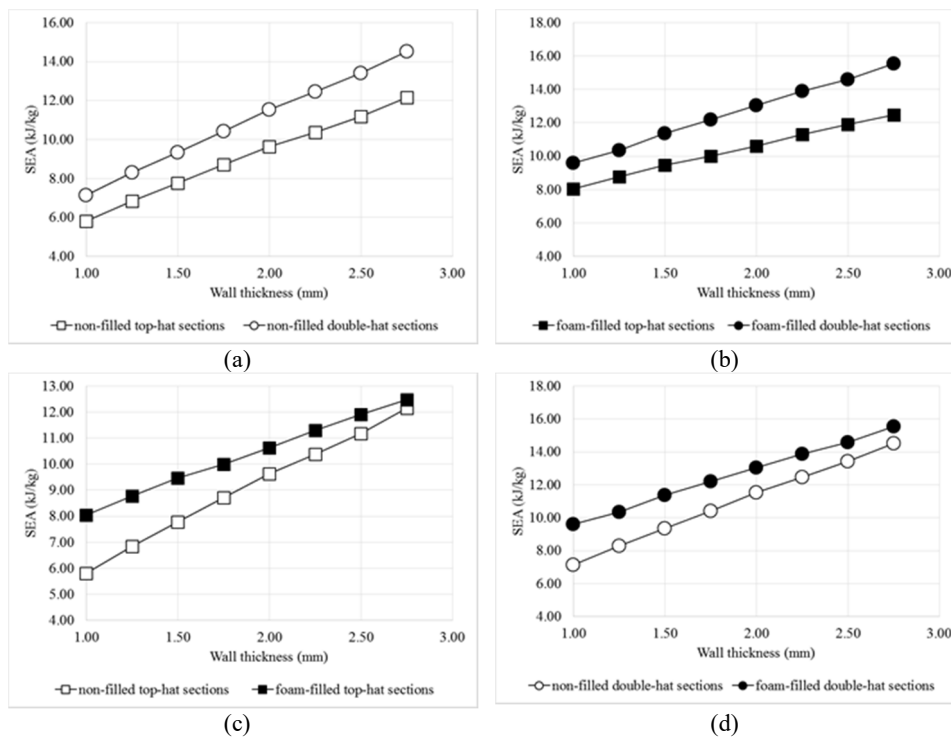 16.00
14.00
12.00
10.00
8.00
6.00
4.00
SEA (kJ/kg)
1.00 1.50 2.00 2.50 3.00
Wall thickness (mm)
non-filled top-hat sections non-filled double-hat sections
(a)
18.00
16.00
14.00
12.00
10.00
8.00
6.00
4.00
SEA (kJ/kg)
1.00 1.50 2.00 2.50 3.00
Wall thickness (mm)
foam-filled top-hat sections foam-filled double-hat sections
(b)
13.00
12.00
11.00
10.00
9.00
8.00
7.00
6.00
5.00
4.00
SEA (kJ/kg)
1.00 1.50 2.00 2.50 3.00
Wall thickness (mm)
non-filled top-hat sections foam-filled top-hat sections
(c)
18.00
16.00
14.00
12.00
10.00
8.00
6.00
4.00
SEA (kJ/kg)
1.00 1.50 2.00 2.50 3.00
Wall thickness (mm)
non-filled double-hat sections foam-filled double-hat sections
(d)